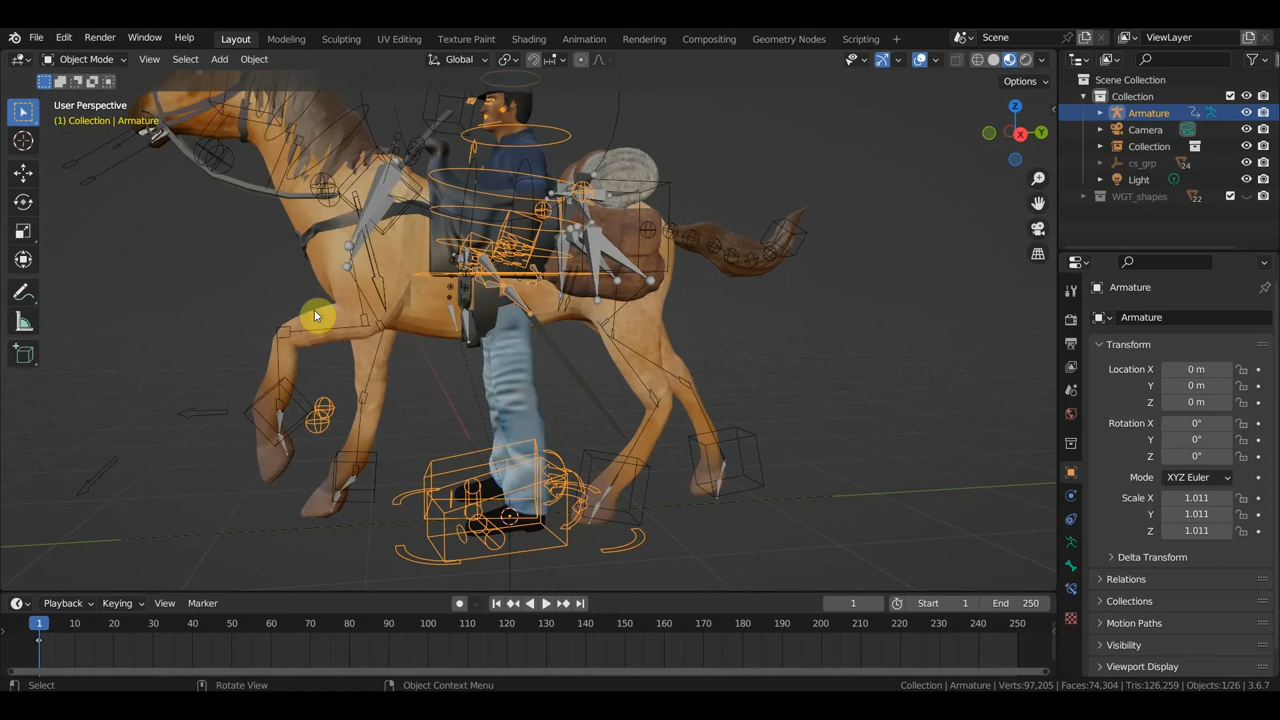 File Edit Render Window Help Layout Modeling Sculpting UV Editing Texture Paint Shading Animation Rendering Compositing Geometry Nodes Scripting + Scene ViewLayer
Object Mode View Select Add Object Global
Options
User Perspective
(1) Collection | Armature
Z
X
Y
Scene Collection
Collection
Armature
Camera
Collection
cs_grp 24
Light
WGT_shapes 22
Armature
Armature
Transform
Location X 0 m
Y 0 m
Z 0 m
Rotation X 0°
Y 0°
Z 0°
Mode XYZ Euler
Scale X 1.011
Y 1.011
Z 1.011
Delta Transform
Relations
Collections
Motion Paths
Visibility
Viewport Display
Playback Keying View Marker 1 Start 1 End 250
1 10 20 30 40 50 60 70 80 90 100 110 120 130 140 150 160 170 180 190 200 210 220 230 240 250
Select Rotate View Object Context Menu Collection | Armature | Verts:97,205 | Faces:74,304 | Tris:126,259 | Objects:1/26 | 3.6.7